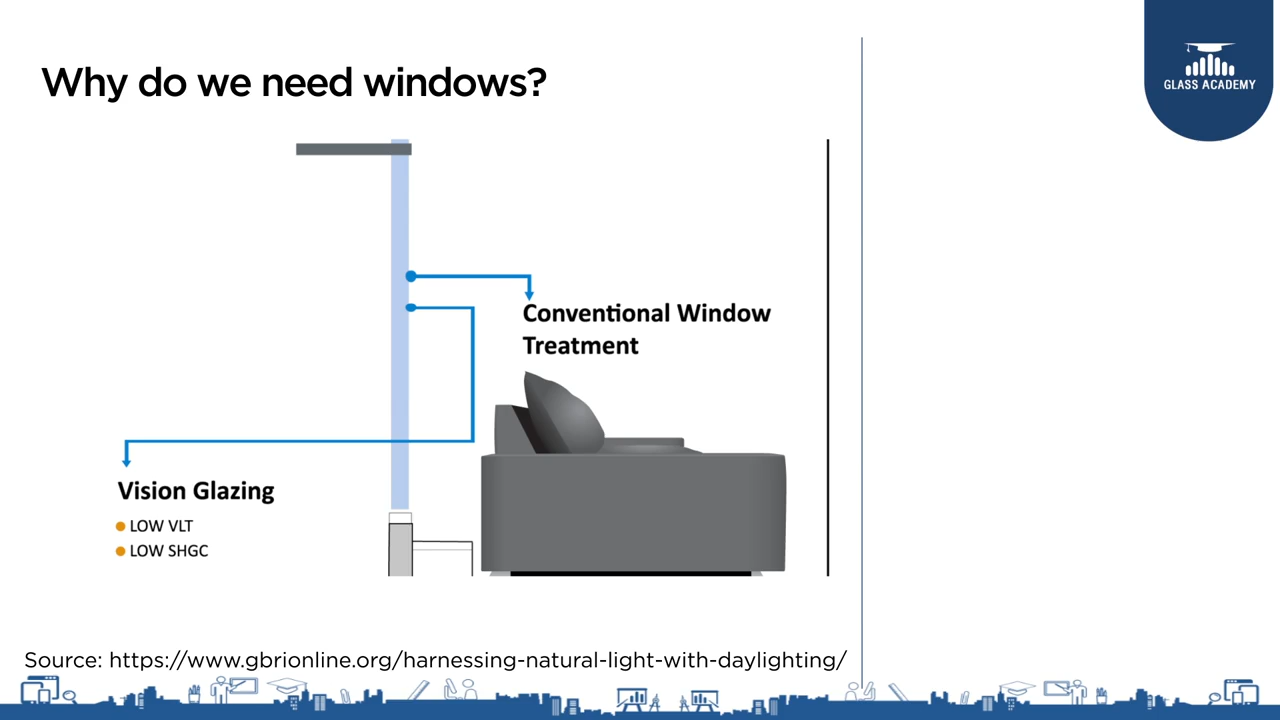 Why do we need windows?
GLASS ACADEMY
Conventional Window
Treatment
Vision Glazing
LOW VLT
LOW SHGC
Source: https://www.gbrionline.org/harnessing-natural-light-with-daylighting/